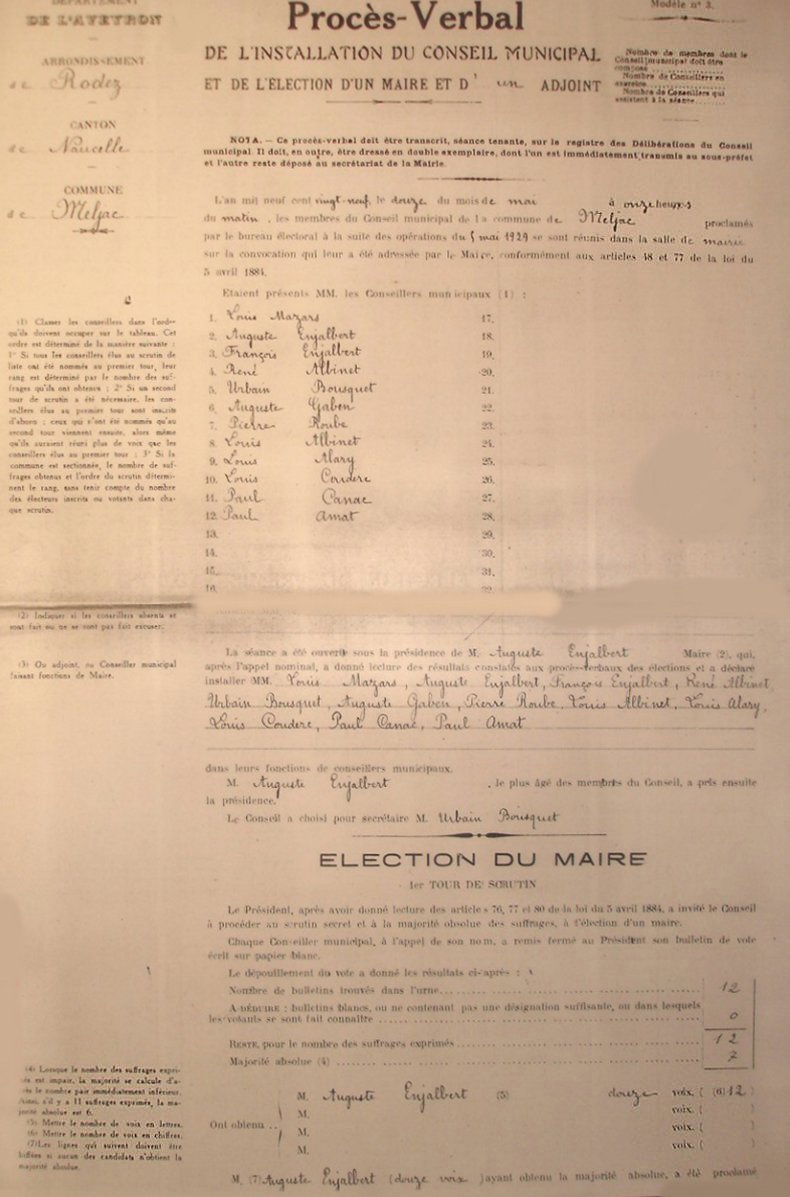 DÉPARTEMENT
DE L'AVEYRON
ARRONDISSEMENT
de Rodez
CANTON
de Naucelle
COMMUNE
de Meljac
Modèle n° 3.
Procès-Verbal
DE L'INSTALLATION DU CONSEIL MUNICIPAL
ET DE L'ÉLECTION D'UN MAIRE ET D' un ADJOINT
Nombre de membres dont le
Conseil municipal doit être
composé
Nombre de Conseillers en
exercice
Nombre de Conseillers qui
assistent à la séance
NOTA. — Ce procès-verbal doit être transcrit, séance tenante, sur le registre des Délibérations du Conseil
municipal. Il doit, en outre, être dressé en double exemplaire, dont l'un est immédiatement transmis au sous-préfet
et l'autre reste déposé au secrétariat de la Mairie.
L'an mil neuf cent vingt-neuf, le douze du mois de mai à onze heures
du matin, les membres du Conseil municipal de la commune de Meljac proclamés
par le bureau électoral à la suite des opérations du 5 mai 1929 se sont réunis dans la salle de mairie
sur la convocation qui leur a été adressée par le Maire, conformément aux articles 48 et 77 de la loi du
5 avril 1884.
Etaient présents MM. les Conseillers municipaux (1) :
1. Louis Mazars 17.
2. Auguste Enjalbert 18.
3. François Enjalbert 19.
4. René Albinet 20.
5. Urbain Bousquet 21.
6. Auguste Gaben 22.
7. Pierre Roube 23.
8. Louis Albinet 24.
9. Louis Alary 25.
10. Louis Couderc 26.
11. Paul Canac 27.
12. Paul Amat 28.
13. 29.
14. 30.
15. 31.
16. 32.
(1) Classer les conseillers dans l'ordre
qu'ils doivent occuper sur le tableau. Cet
ordre est déterminé de la manière suivante :
1° Si tous les conseillers élus au scrutin de
liste ont été nommés au premier tour, leur
rang est déterminé par le nombre des suf-
frages qu'ils ont obtenus ; 2° Si un second
tour de scrutin a été nécessaire, les con-
seillers élus au premier tour sont inscrits
d'abord ; ceux qui ont été nommés qu'au
second tour viennent ensuite, alors même
qu'ils auraient réuni plus de voix que les
conseillers élus au premier tour ; 3° Si la
commune est sectionnée, le nombre de suf-
frages obtenus et l'ordre du scrutin détermi-
nent le rang, sans tenir compte du nombre
des électeurs inscrits ou votants dans cha-
que scrutin.
(2) Indiquer si les conseillers absents se
sont fait ou ne se sont pas fait excuser.
(3) Ou adjoint, ou Conseiller municipal
faisant fonctions de Maire.
La séance a été ouverte sous la présidence de M. Auguste Enjalbert Maire (2), qui,
après l'appel nominal, a donné lecture des résultats constatés aux procès-verbaux des élections et a déclaré
installer MM. Louis Mazars, Auguste Enjalbert, François Enjalbert, René Albinet,
Urbain Bousquet, Auguste Gaben, Pierre Roube, Louis Albinet, Louis Alary,
Louis Couderc, Paul Canac, Paul Amat
dans leurs fonctions de conseillers municipaux.
M. Auguste Enjalbert, le plus âgé des membres du Conseil, a pris ensuite
la présidence.
Le Conseil a choisi pour secrétaire M. Urbain Bousquet
ELECTION DU MAIRE
1er TOUR DE SCRUTIN
Le Président, après avoir donné lecture des articles 76, 77 et 80 de la loi du 5 avril 1884, a invité le Conseil
à procéder au scrutin secret et à la majorité absolue des suffrages, à l'élection d'un maire.
Chaque Conseiller municipal, à l'appel de son nom, a remis fermé au Président son bulletin de vote
écrit sur papier blanc.
Le dépouillement du vote a donné les résultats ci-après :
Nombre de bulletins trouvés dans l'urne 12
A DÉDUIRE : bulletins blancs, ou ne contenant pas une désignation suffisante, ou dans lesquels
les votants se sont fait connaître 0
RESTE, pour le nombre des suffrages exprimés 12
Majorité absolue (4) 7
(4) Lorsque le nombre des suffrages expri-
més est impair, la majorité se calcule d'a-
près le nombre pair immédiatement inférieur.
Ainsi, s'il y a 11 suffrages exprimés, la ma-
jorité absolue est 6.
(5) Mettre le nombre de voix en lettres.
(6) Mettre le nombre de voix en chiffres.
(7) Les lignes qui suivent doivent être
biffées si aucun des candidats n'obtient la
majorité absolue.
Ont obtenu
M. Auguste Enjalbert (5) douze voix (6) 12 )
M. voix ( )
M. voix ( )
M. voix ( )
M. (7) Auguste Enjalbert (douze voix) ayant obtenu la majorité absolue, a été proclamé